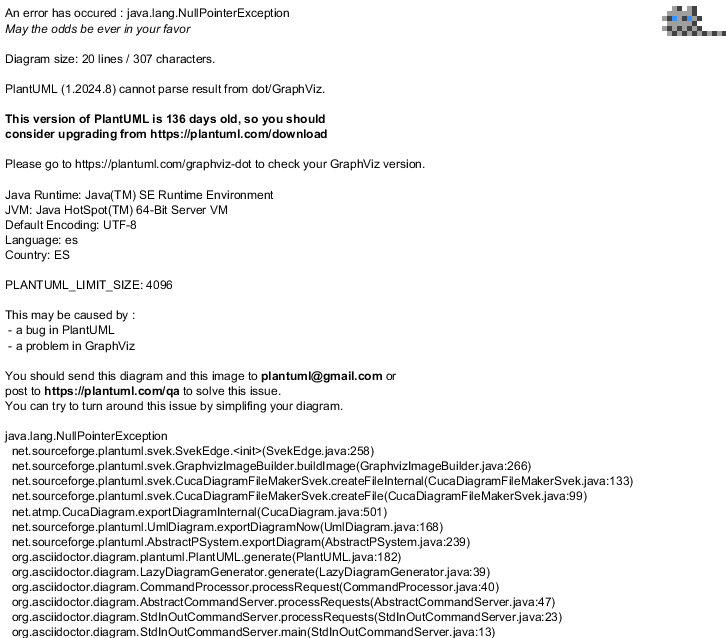 An error has occured : java.lang.NullPointerException
May the odds be ever in your favor
Diagram size: 20 lines / 307 characters.
PlantUML (1.2024.8) cannot parse result from dot/GraphViz.
This version of PlantUML is 136 days old, so you should
consider upgrading from https://plantuml.com/download
Please go to https://plantuml.com/graphviz-dot to check your GraphViz version.
Java Runtime: Java(TM) SE Runtime Environment
JVM: Java HotSpot(TM) 64-Bit Server VM
Default Encoding: UTF-8
Language: es
Country: ES
PLANTUML_LIMIT_SIZE: 4096
This may be caused by :
- a bug in PlantUML
- a problem in GraphViz
You should send this diagram and this image to plantuml@gmail.com or
post to https://plantuml.com/qa to solve this issue.
You can try to turn around this issue by simplifing your diagram.
java.lang.NullPointerException
net.sourceforge.plantuml.svek.SvekEdge.<init>(SvekEdge.java:258)
net.sourceforge.plantuml.svek.GraphvizImageBuilder.buildImage(GraphvizImageBuilder.java:266)
net.sourceforge.plantuml.svek.CucaDiagramFileMakerSvek.createFileInternal(CucaDiagramFileMakerSvek.java:133)
net.sourceforge.plantuml.svek.CucaDiagramFileMakerSvek.createFile(CucaDiagramFileMakerSvek.java:99)
net.atmp.CucaDiagram.exportDiagramInternal(CucaDiagram.java:501)
net.sourceforge.plantuml.UmlDiagram.exportDiagramNow(UmlDiagram.java:168)
net.sourceforge.plantuml.AbstractPSystem.exportDiagram(AbstractPSystem.java:239)
org.asciidoctor.diagram.plantuml.PlantUML.generate(PlantUML.java:182)
org.asciidoctor.diagram.LazyDiagramGenerator.generate(LazyDiagramGenerator.java:39)
org.asciidoctor.diagram.CommandProcessor.processRequest(CommandProcessor.java:40)
org.asciidoctor.diagram.AbstractCommandServer.processRequests(AbstractCommandServer.java:47)
org.asciidoctor.diagram.StdInOutCommandServer.processRequests(StdInOutCommandServer.java:23)
org.asciidoctor.diagram.StdInOutCommandServer.main(StdInOutCommandServer.java:13)